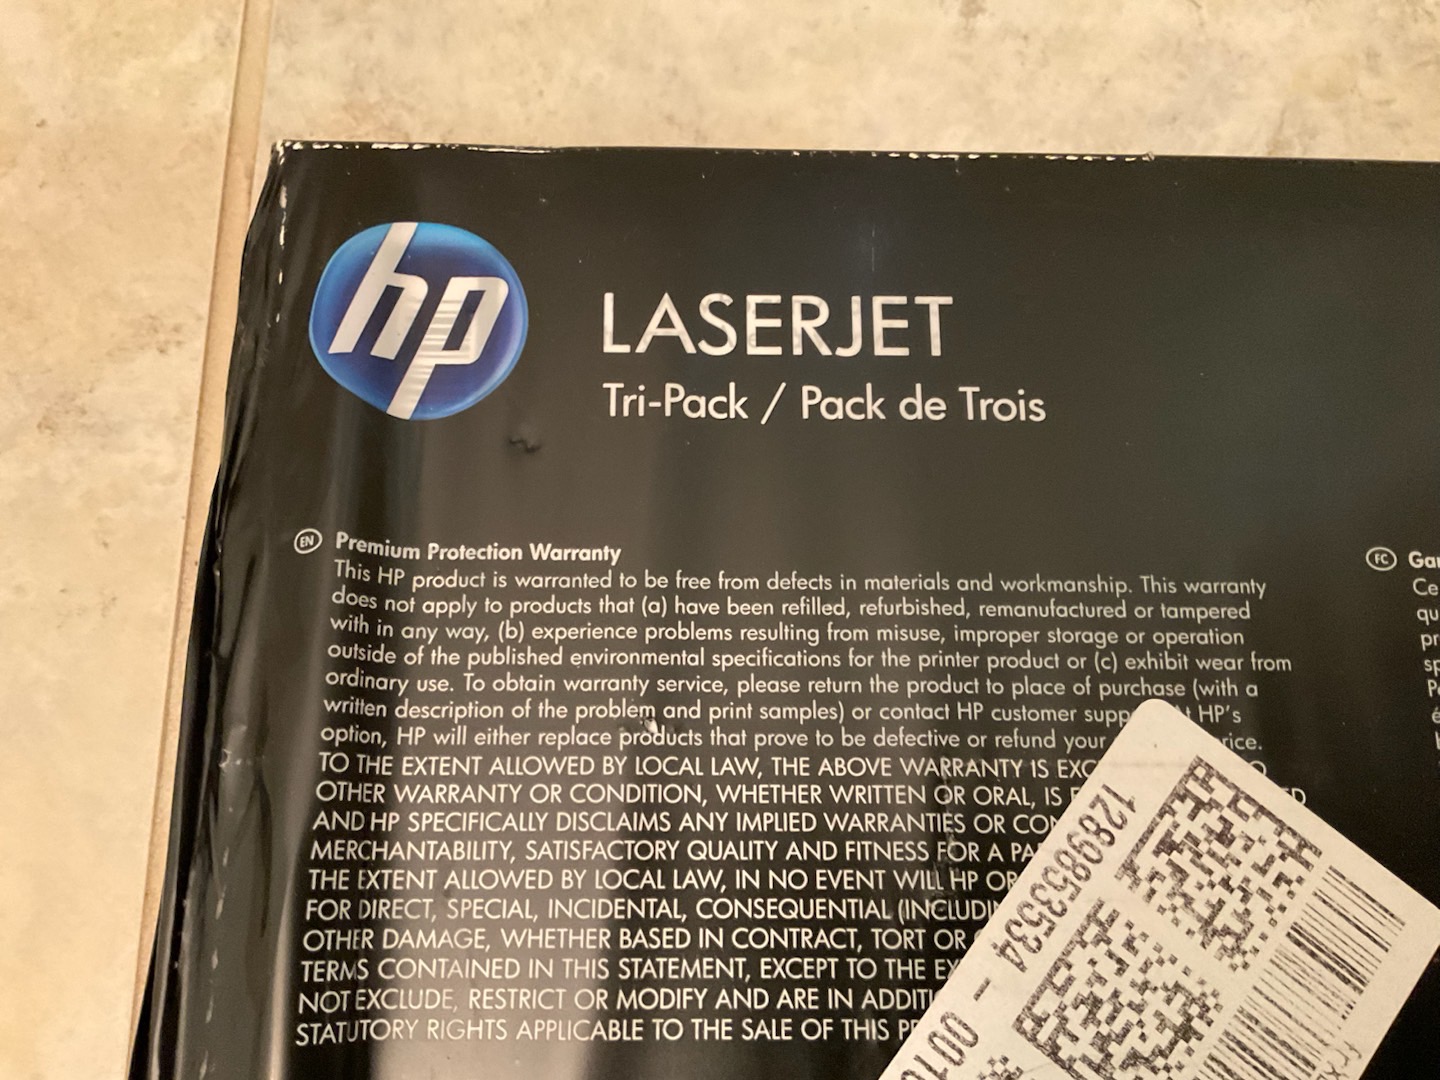 hp
LASERJET
Tri-Pack / Pack de Trois
EN Premium Protection Warranty
This HP product is warranted to be free from defects in materials and workmanship. This warranty
does not apply to products that (a) have been refilled, refurbished, remanufactured or tampered
with in any way, (b) experience problems resulting from misuse, improper storage or operation
outside of the published environmental specifications for the printer product or (c) exhibit wear from
ordinary use. To obtain warranty service, please return the product to place of purchase (with a
written description of the problem and print samples) or contact HP customer HP's
option, HP will either replace products that prove to be defective or refund your
TO THE EXTENT ALLOWED BY LOCAL LAW, THE ABOVE WARRANTY IS
OTHER WARRANTY OR CONDITION, WHETHER WRITTEN OR ORAL, IS
AND HP SPECIFICALLY DISCLAIMS ANY IMPLIED WARRANTIES OR
MERCHANTABILITY, SATISFACTORY QUALITY AND FITNESS FOR A
THE EXTENT ALLOWED BY LOCAL LAW, IN NO EVENT WILL HP
FOR DIRECT, SPECIAL, INCIDENTAL, CONSEQUENTIAL
OTHER DAMAGE, WHETHER BASED IN CONTRACT, TORT OR
TERMS CONTAINED IN THIS STATEMENT, EXCEPT TO THE
NOT EXCLUDE, RESTRICT OR MODIFY AND ARE IN
STATUTORY RIGHTS APPLICABLE TO THE SALE OF THIS
FC
Ce
1289853534 -